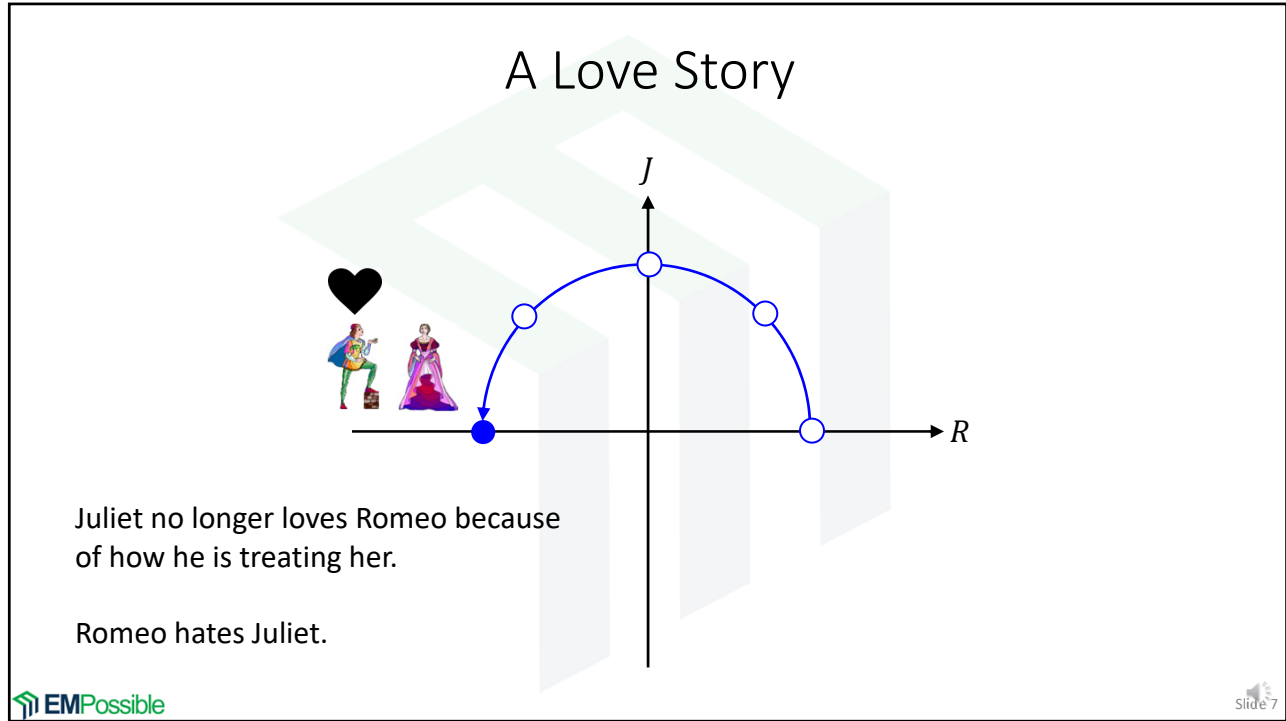 A Love Story
J
R
Juliet no longer loves Romeo because
of how he is treating her.
Romeo hates Juliet.
EMPossible
Slide 7